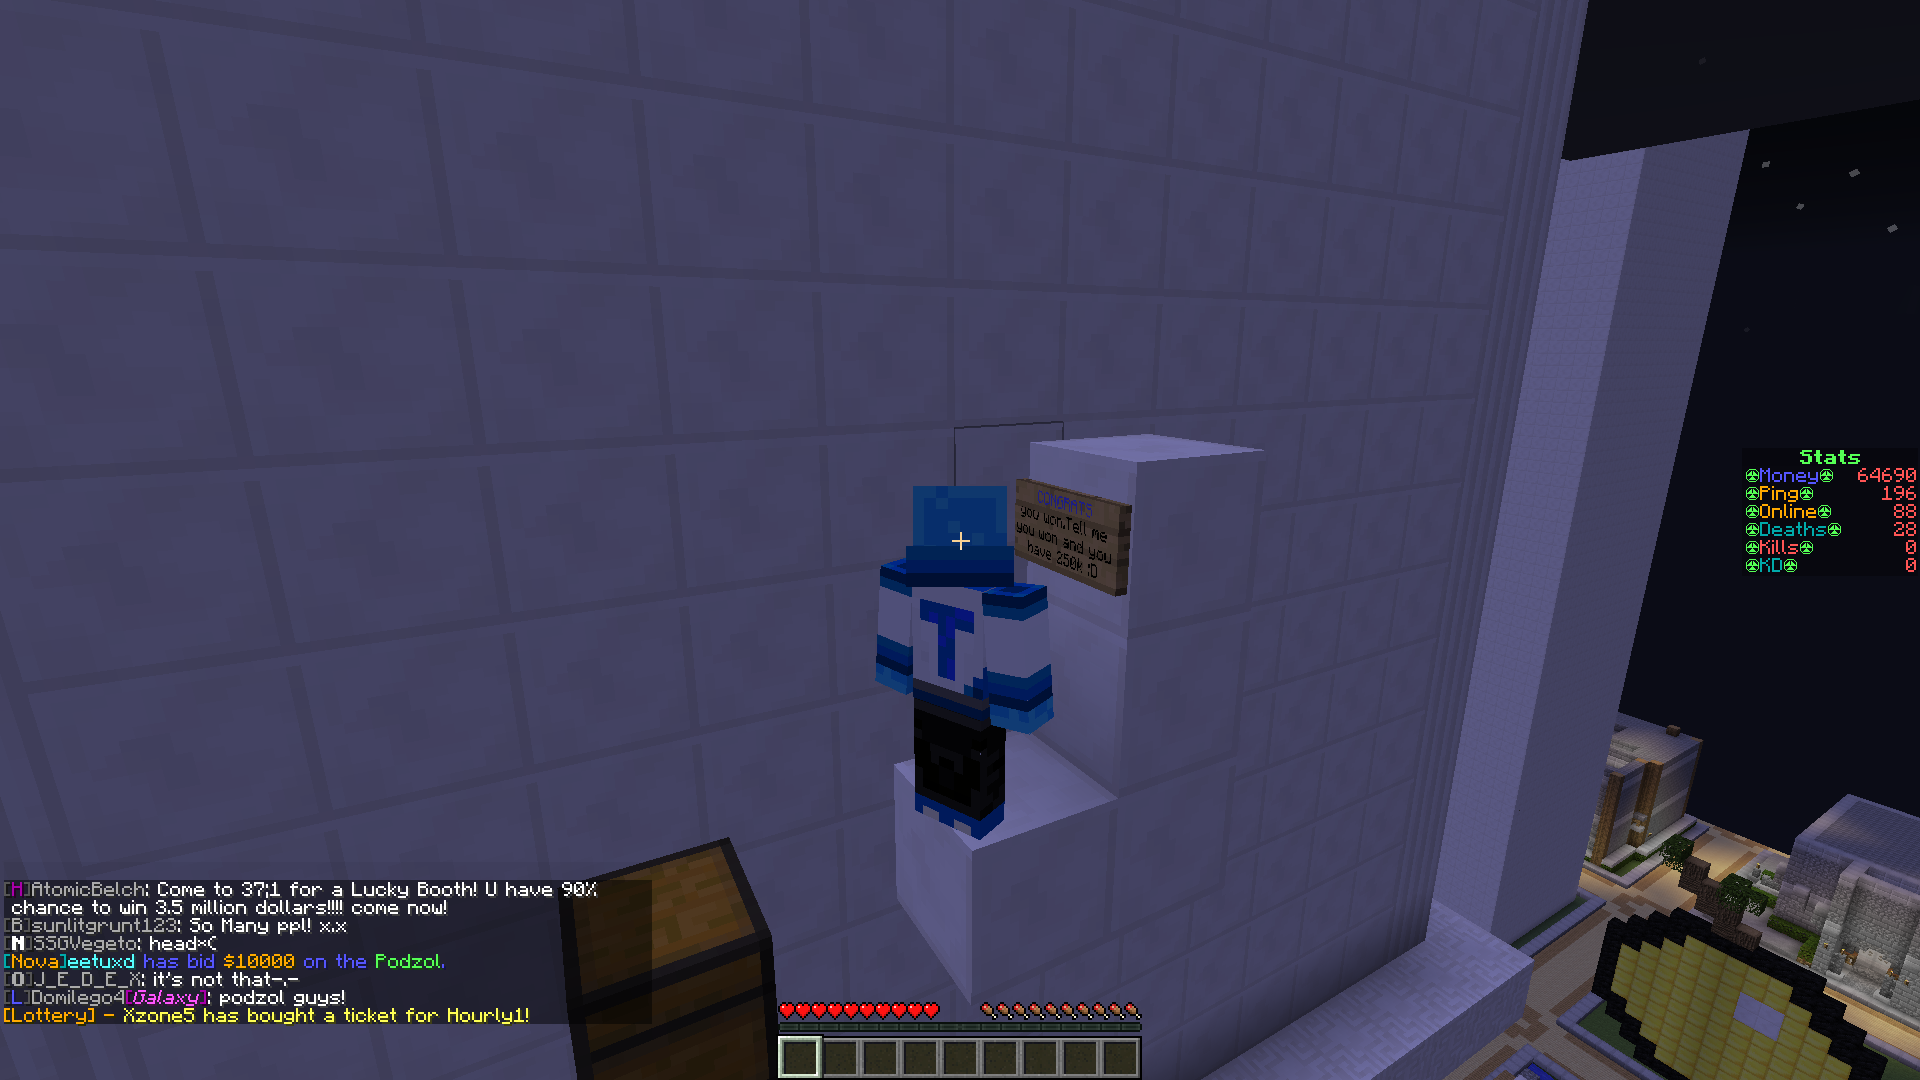 CONGRATS
you won.Tell me
you won and you
have 250k :D
T
Stats
Money 64690
Ping 196
Online 88
Deaths 28
Kills 0
KD 0
[H]AtomicBelch: Come to 37;1 for a Lucky Booth! U have 90%
chance to win 3.5 million dollars!!!! come now!
[B]sunlitgrunt123: So Many ppl! x.x
[N]SSGVegeto: head~(
[Nova]eetuxd has bid $10000 on the Podzol.
[O]J_E_D_E_X: it's not that-.-
[L]Domilego4[Galaxy]: podzol guys!
[Lottery] - Xzone5 has bought a ticket for Hourly1!